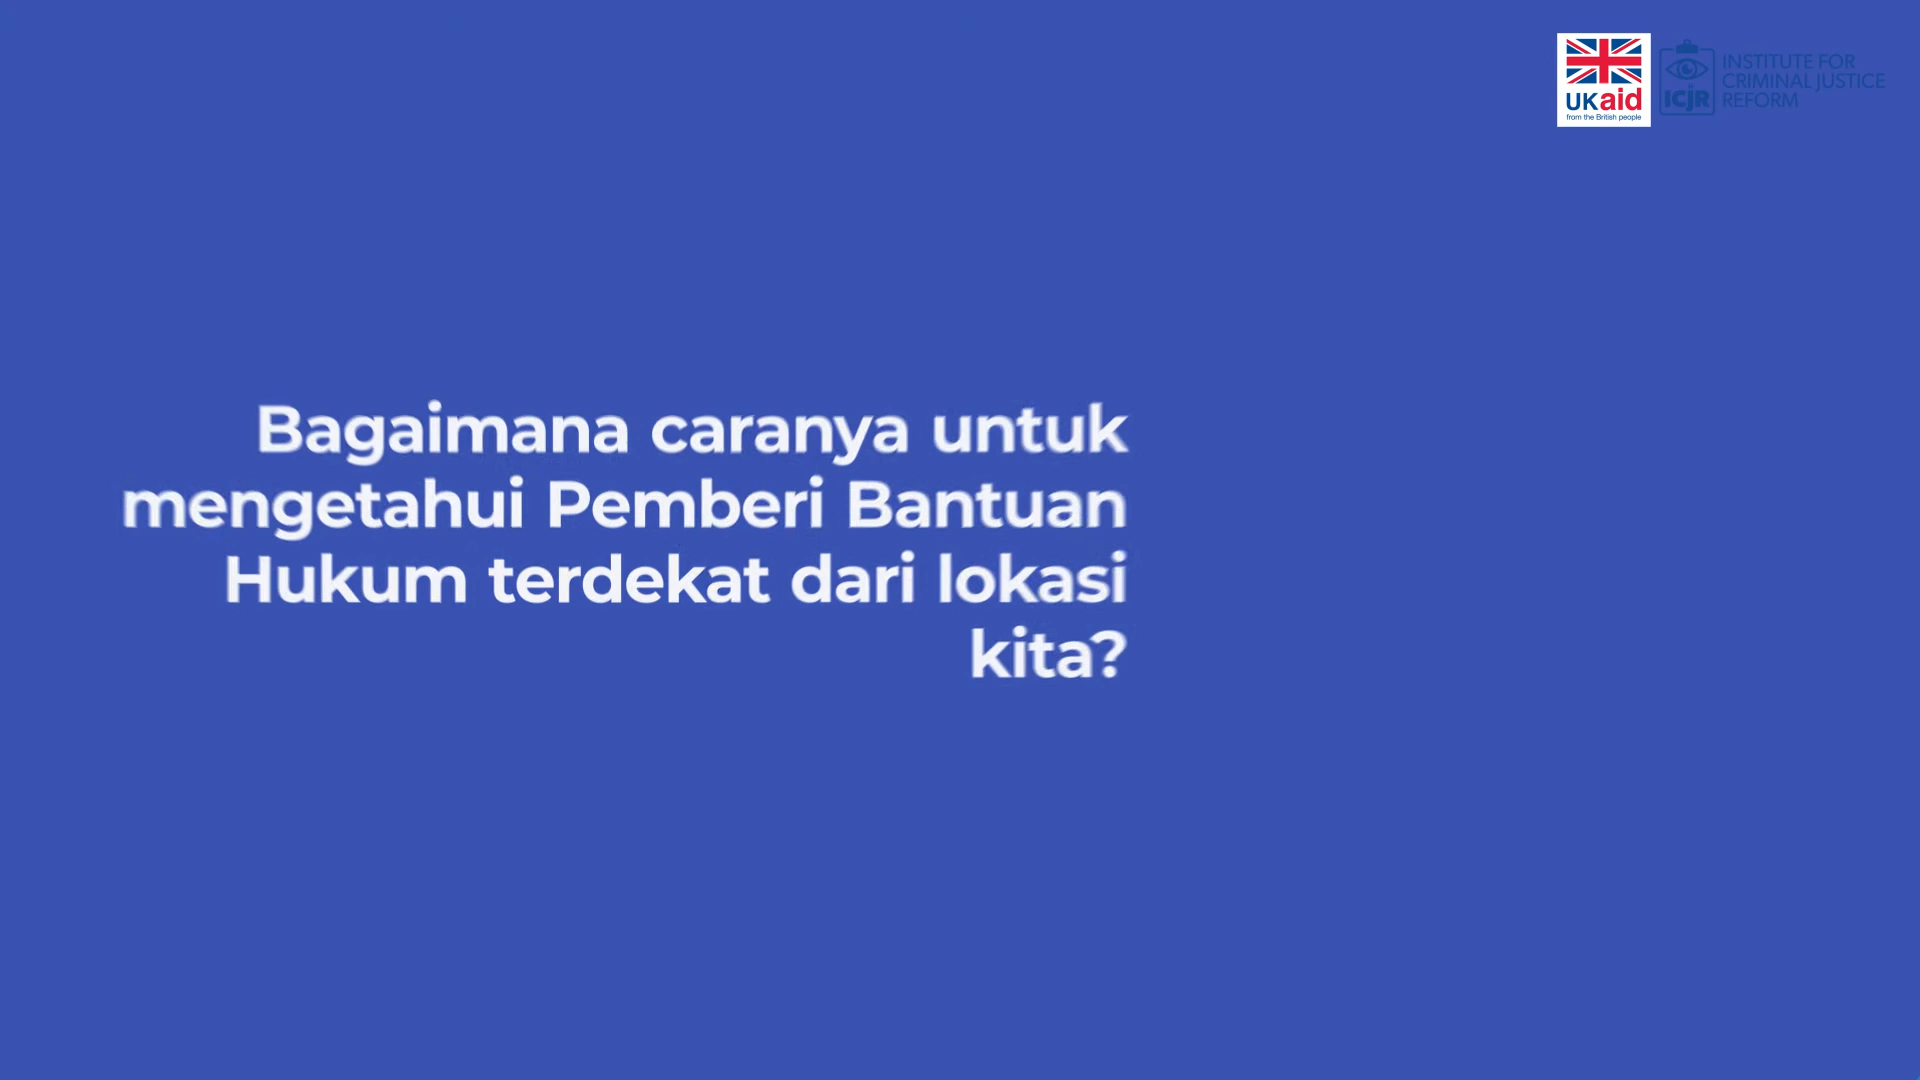 UKaid
from the British people
ICJR
INSTITUTE FOR
CRIMINAL JUSTICE
REFORM
Bagaimana caranya untuk
mengetahui Pemberi Bantuan
Hukum terdekat dari lokasi
kita?